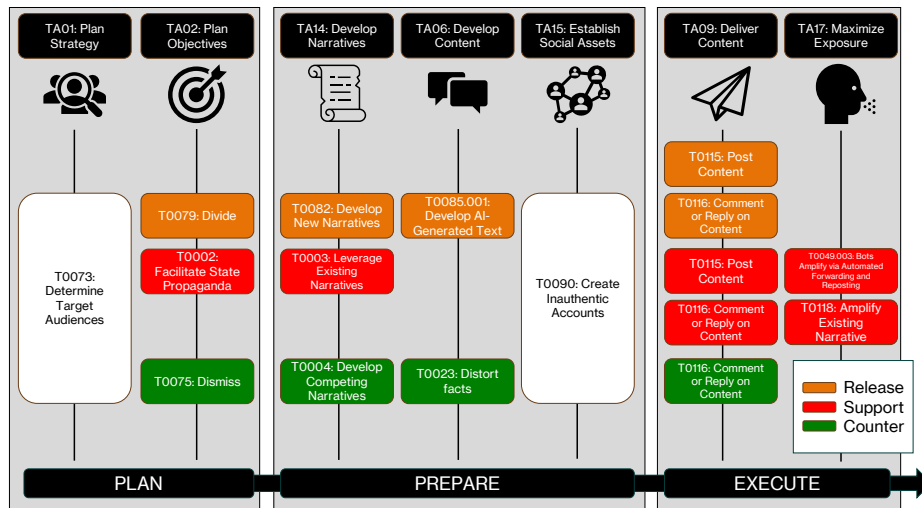 TA01: Plan
Strategy
TA02: Plan
Objectives
TA14: Develop
Narratives
TA06: Develop
Content
TA15: Establish
Social Assets
TA09: Deliver
Content
TA17: Maximize
Exposure
T0073:
Determine
Target
Audiences
T0079: Divide
T0002:
Facilitate State
Propaganda
T0075: Dismiss
T0082: Develop
New Narratives
T0003: Leverage
Existing
Narratives
T0004: Develop
Competing
Narratives
T0085.001:
Develop AI-
Generated Text
T0023: Distort
facts
T0090: Create
Inauthentic
Accounts
T0115: Post
Content
T0116: Comment
or Reply on
Content
T0115: Post
Content
T0116: Comment
or Reply on
Content
T0116: Comment
or Reply on
Content
T0049.003: Bots
Amplify via Automated
Forwarding and
Reposting
T0118: Amplify
Existing
Narrative
Release
Support
Counter
PLAN
PREPARE
EXECUTE